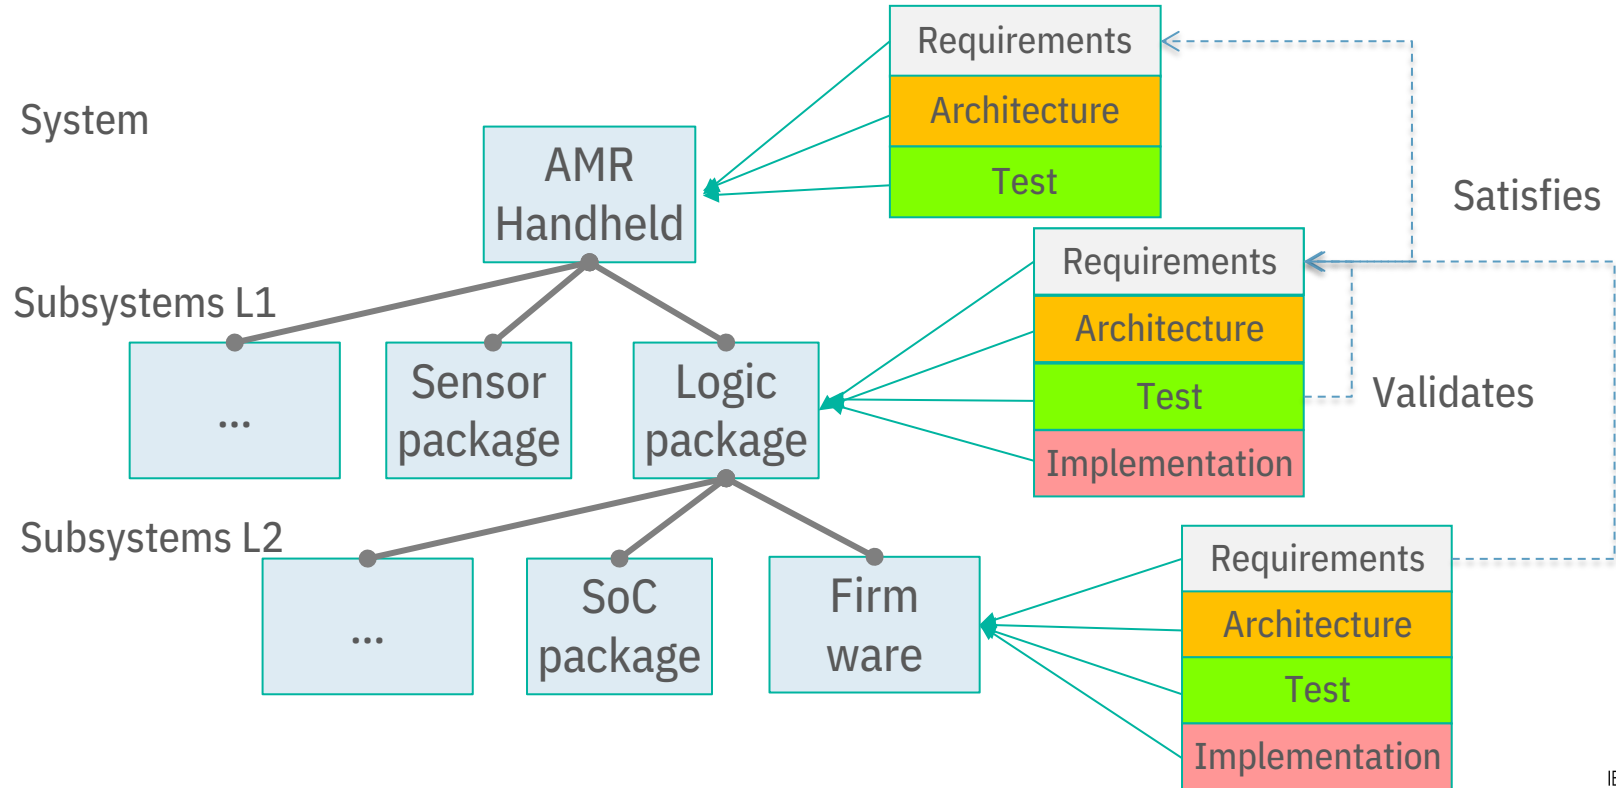 System
AMR
Handheld
Requirements
Architecture
Test
Satisfies
Subsystems L1
...
Sensor
package
Logic
package
Requirements
Architecture
Test
Implementation
Validates
Subsystems L2
...
SoC
package
Firm
ware
Requirements
Architecture
Test
Implementation